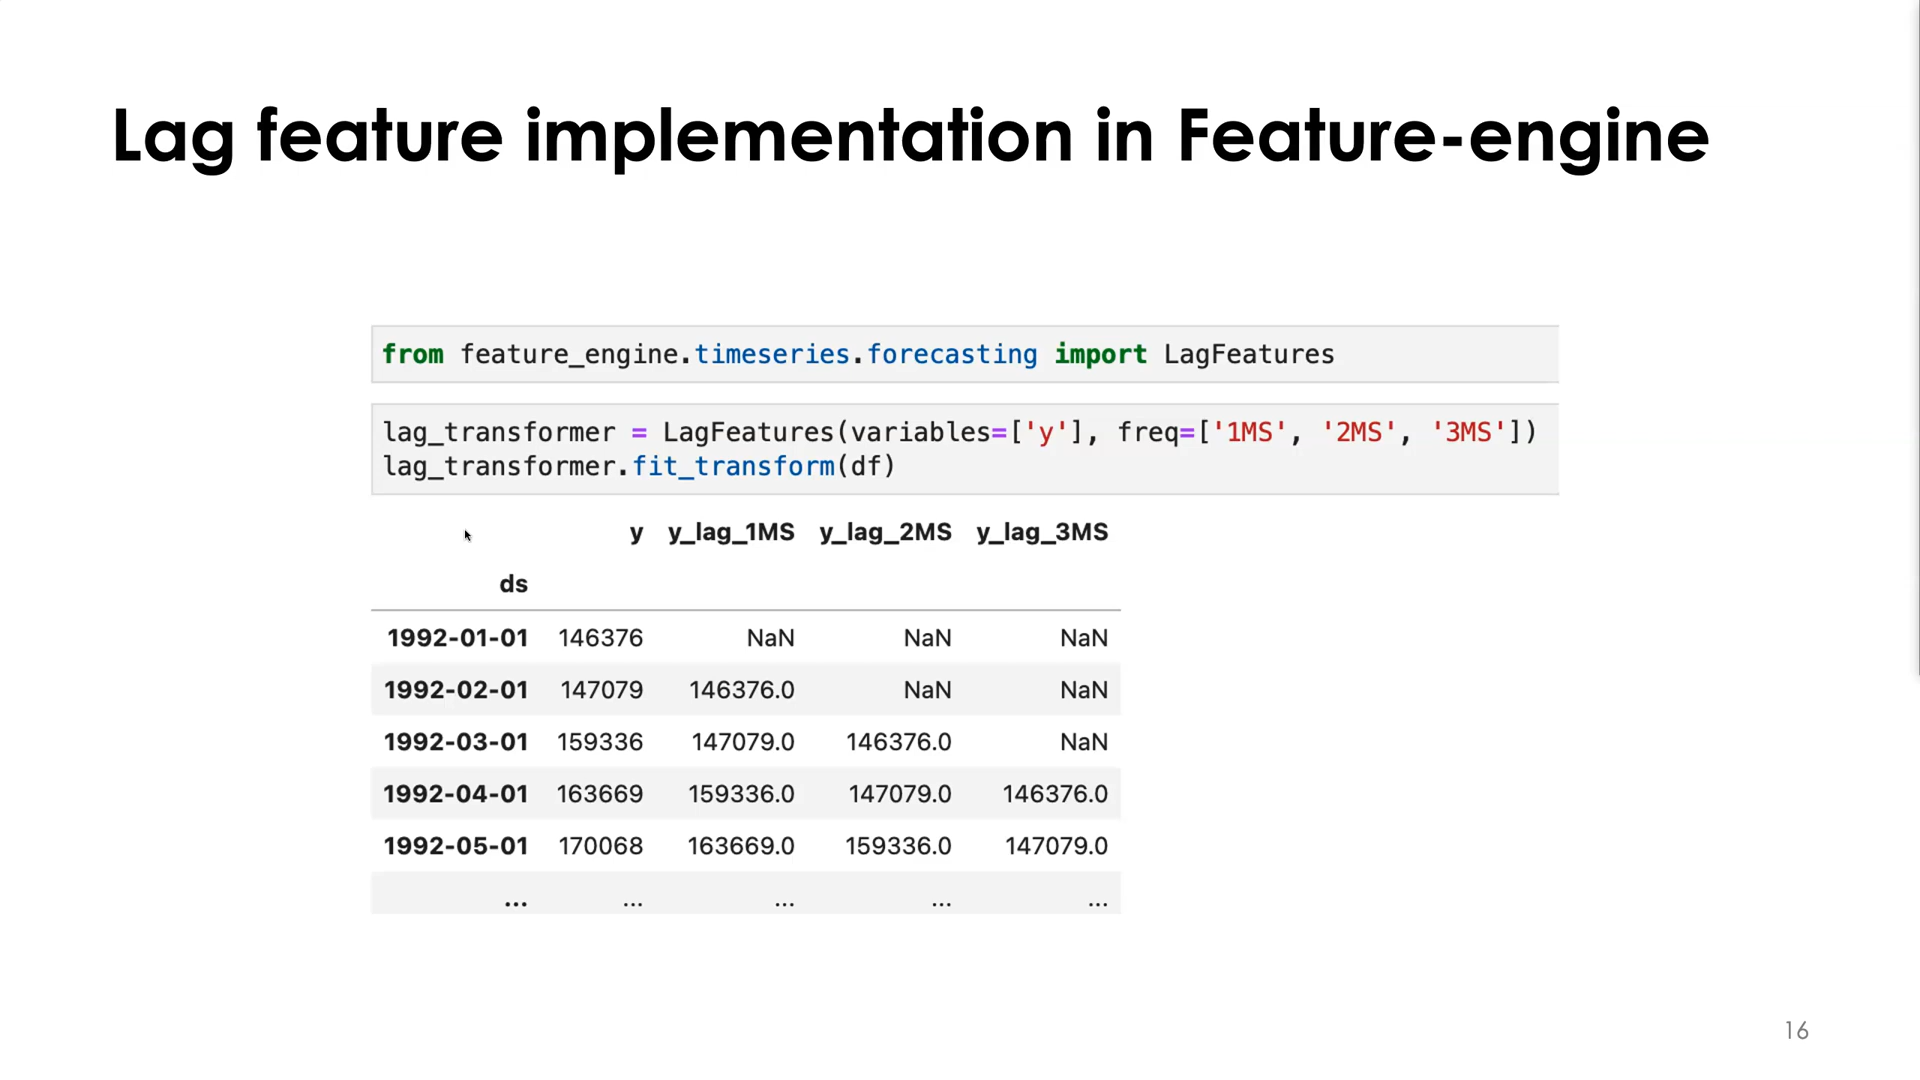 Lag feature implementation in Feature-engine
from feature_engine.timeseries.forecasting import LagFeatures
lag_transformer = LagFeatures(variables=['y'], freq=['1MS', '2MS', '3MS'])
lag_transformer.fit_transform(df)
y y_lag_1MS y_lag_2MS y_lag_3MS
ds
1992-01-01 146376 NaN NaN NaN
1992-02-01 147079 146376.0 NaN NaN
1992-03-01 159336 147079.0 146376.0 NaN
1992-04-01 163669 159336.0 147079.0 146376.0
1992-05-01 170068 163669.0 159336.0 147079.0
... ... ... ... ...
16